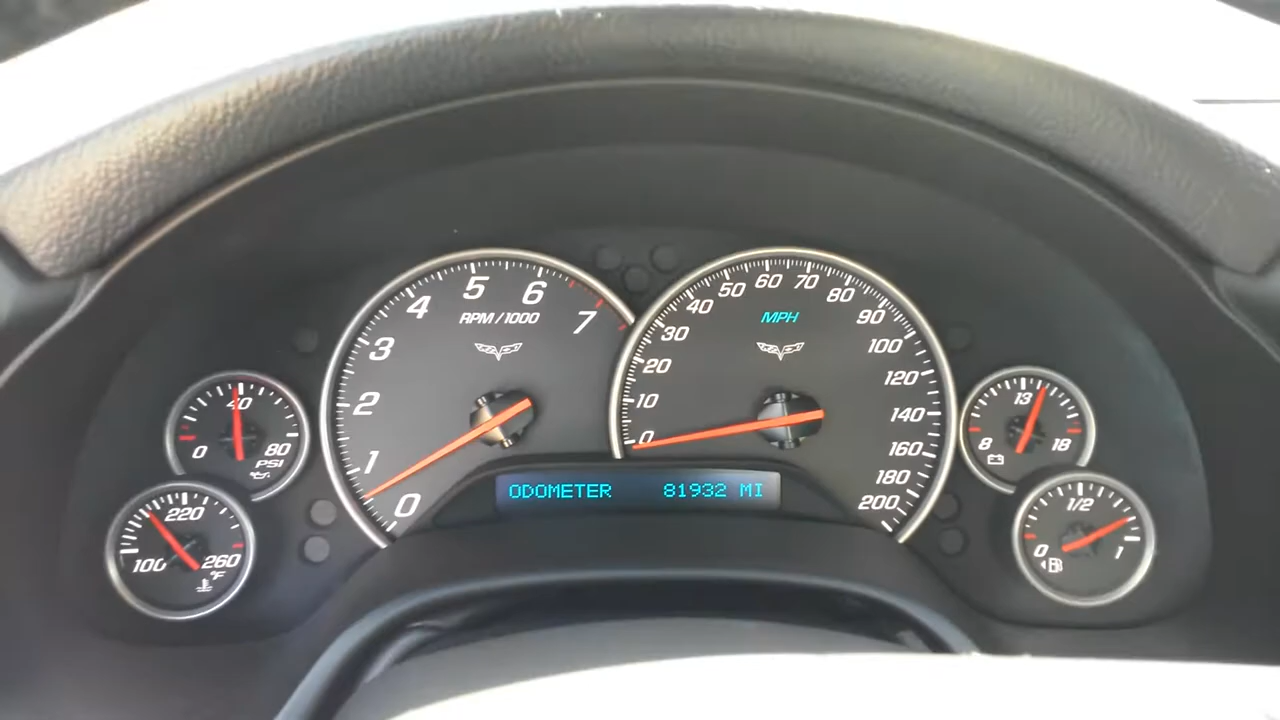 0 1 2 3 4 5 6 7
RPM/1000
0 10 20 30 40 50 60 70 80 90 100 120 140 160 180 200
MPH
0 40 80
PSI
100 220 260
°F
8 13 18
0 1/2 1
ODOMETER 81932 MI